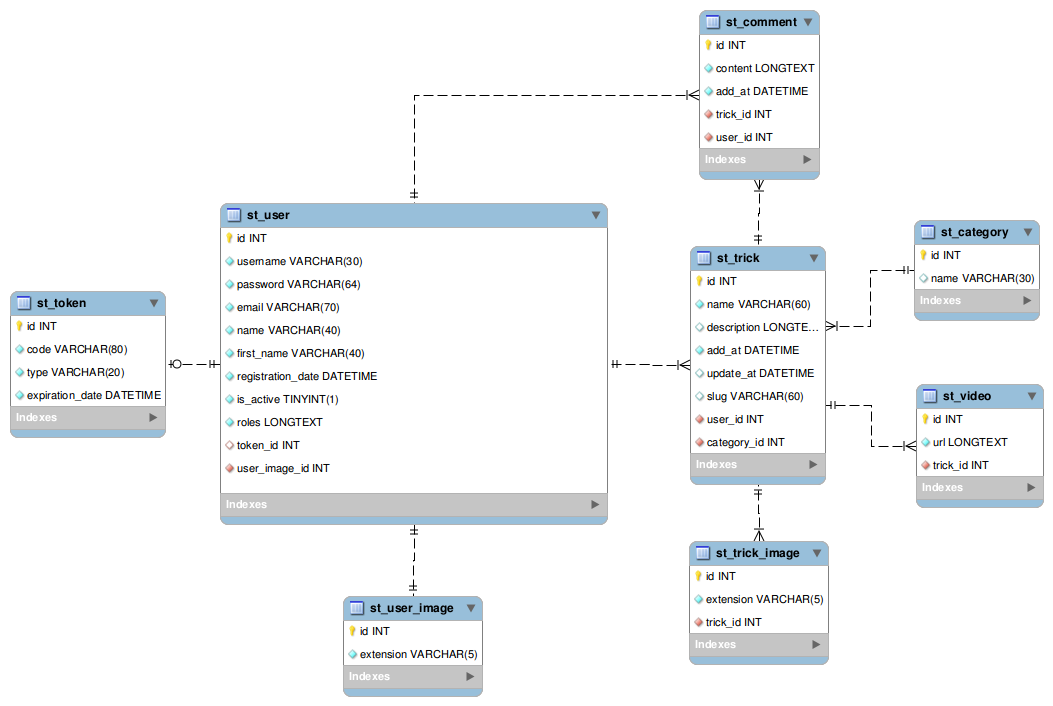 st_comment
id INT
content LONGTEXT
add_at DATETIME
trick_id INT
user_id INT
Indexes
st_user
id INT
username VARCHAR(30)
password VARCHAR(64)
email VARCHAR(70)
name VARCHAR(40)
first_name VARCHAR(40)
registration_date DATETIME
is_active TINYINT(1)
roles LONGTEXT
token_id INT
user_image_id INT
Indexes
st_token
id INT
code VARCHAR(80)
type VARCHAR(20)
expiration_date DATETIME
Indexes
st_trick
id INT
name VARCHAR(60)
description LONGTE...
add_at DATETIME
update_at DATETIME
slug VARCHAR(60)
user_id INT
category_id INT
Indexes
st_category
id INT
name VARCHAR(30)
Indexes
st_video
id INT
url LONGTEXT
trick_id INT
Indexes
st_user_image
id INT
extension VARCHAR(5)
Indexes
st_trick_image
id INT
extension VARCHAR(5)
trick_id INT
Indexes